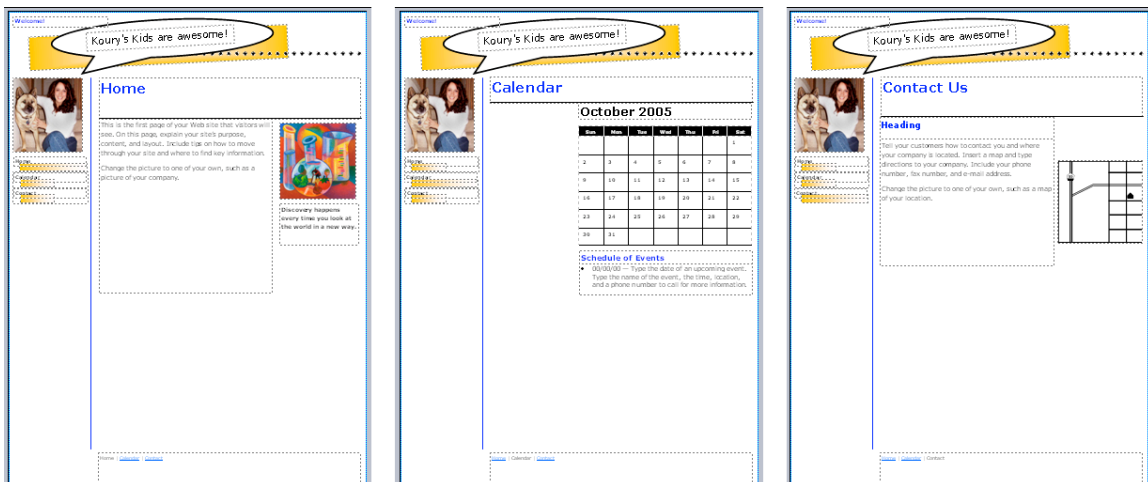 Welcome!
Koury's Kids are awesome!
Home
This is the first page of your Web site that visitors will
see. On this page, explain your site's purpose,
content, and layout. Include tips on how to move
through your site and where to find key information.
Change the picture to one of your own, such as a
picture of your company.
Discovery happens
every time you look at
the world in a new way.
Home
Calendar
Contact
Home | Calendar | Contact
Welcome!
Koury's Kids are awesome!
Calendar
October 2005
Sun Mon Tue Wed Thu Fri Sat
1
2 3 4 5 6 7 8
9 10 11 12 13 14 15
16 17 18 19 20 21 22
23 24 25 26 27 28 29
30 31
Schedule of Events
• 00/00/00 — Type the date of an upcoming event.
Type the name of the event, the time, location,
and a phone number to call for more information.
Home
Calendar
Contact
Home | Calendar | Contact
Welcome!
Koury's Kids are awesome!
Contact Us
Heading
Tell your customers how to contact you and where
your company is located. Insert a map and type
directions to your company. Include your phone
number, fax number, and e-mail address.
Change the picture to one of your own, such as a map
of your location.
Home
Calendar
Contact
Home | Calendar | Contact